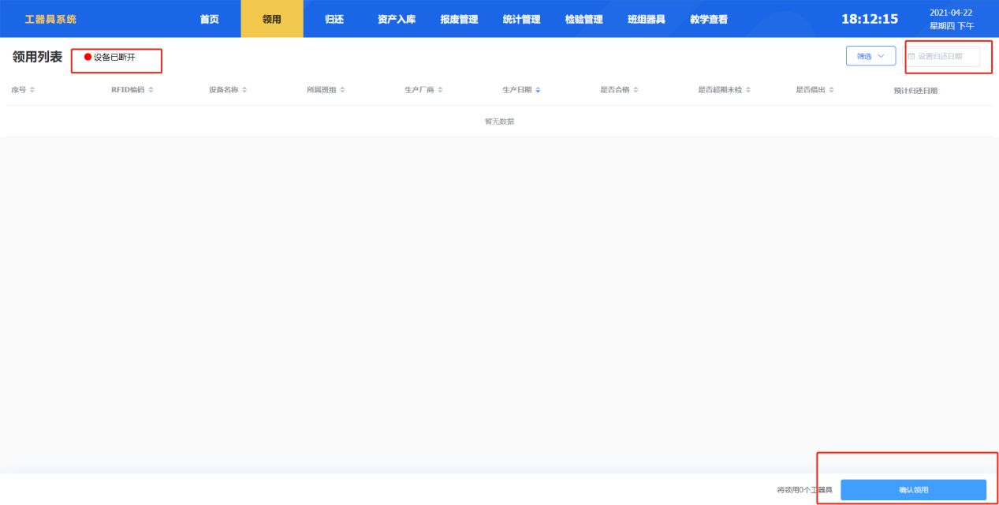 工器具系统 首页 领用 归还 资产入库 报废管理 统计管理 检验管理 班组器具 教学查看 18:12:15 2021-04-22
星期四 下午
领用列表 设备已断开 筛选 设置归还日期
序号 RFID编码 设备名称 所属班组 生产厂商 生产日期 是否合格 是否超期未检 是否借出 预计归还日期
暂无数据
将领用0个工器具 确认领用